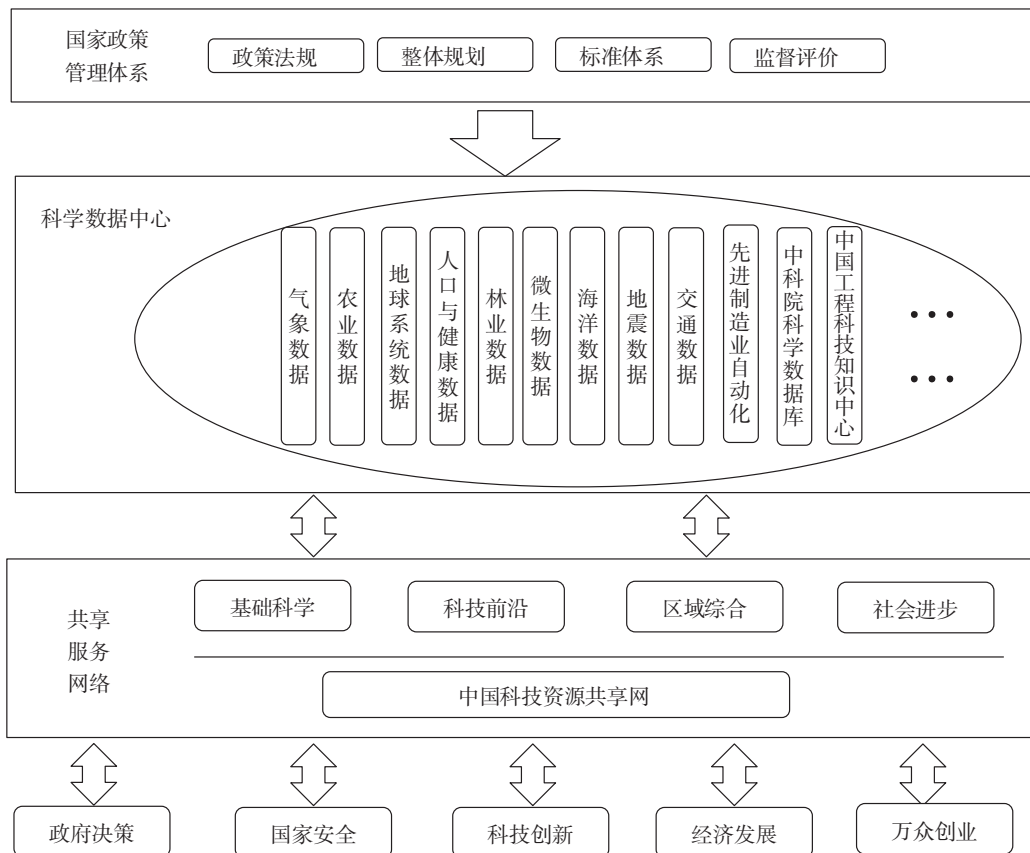 国家政策
管理体系
政策法规
整体规划
标准体系
监督评价
科学数据中心
气象数据
农业数据
地球系统数据
人口与健康数据
林业数据
微生物数据
海洋数据
地震数据
交通数据
先进制造业自动化
中科院科学数据库
中国工程科技知识中心
•••
•••
共享
服务
网络
基础科学
科技前沿
区域综合
社会进步
中国科技资源共享网
政府决策
国家安全
科技创新
经济发展
万众创业